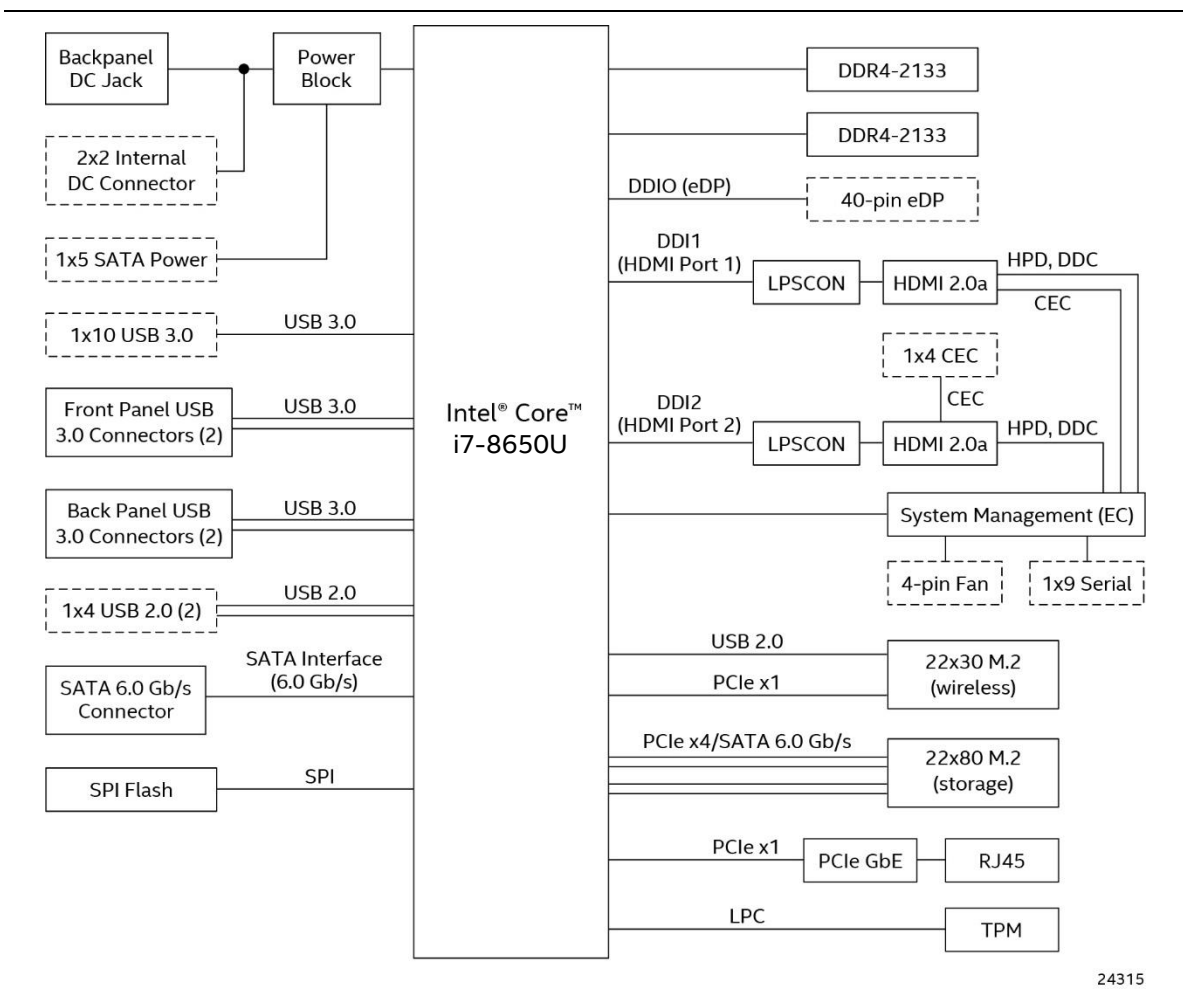 Backpanel
DC Jack
Power
Block
2x2 Internal
DC Connector
1x5 SATA Power
1x10 USB 3.0
USB 3.0
Front Panel USB
3.0 Connectors (2)
USB 3.0
Back Panel USB
3.0 Connectors (2)
USB 3.0
1x4 USB 2.0 (2)
USB 2.0
SATA 6.0 Gb/s
Connector
SATA Interface
(6.0 Gb/s)
SPI Flash
SPI
Intel® Core™
i7-8650U
DDR4-2133
DDR4-2133
DDIO (eDP)
40-pin eDP
DDI1
(HDMI Port 1)
LPSCON
HDMI 2.0a
HPD, DDC
CEC
1x4 CEC
CEC
DDI2
(HDMI Port 2)
LPSCON
HDMI 2.0a
HPD, DDC
System Management (EC)
4-pin Fan
1x9 Serial
USB 2.0
PCIe x1
22x30 M.2
(wireless)
PCIe x4/SATA 6.0 Gb/s
22x80 M.2
(storage)
PCIe x1
PCIe GbE
RJ45
LPC
TPM
24315